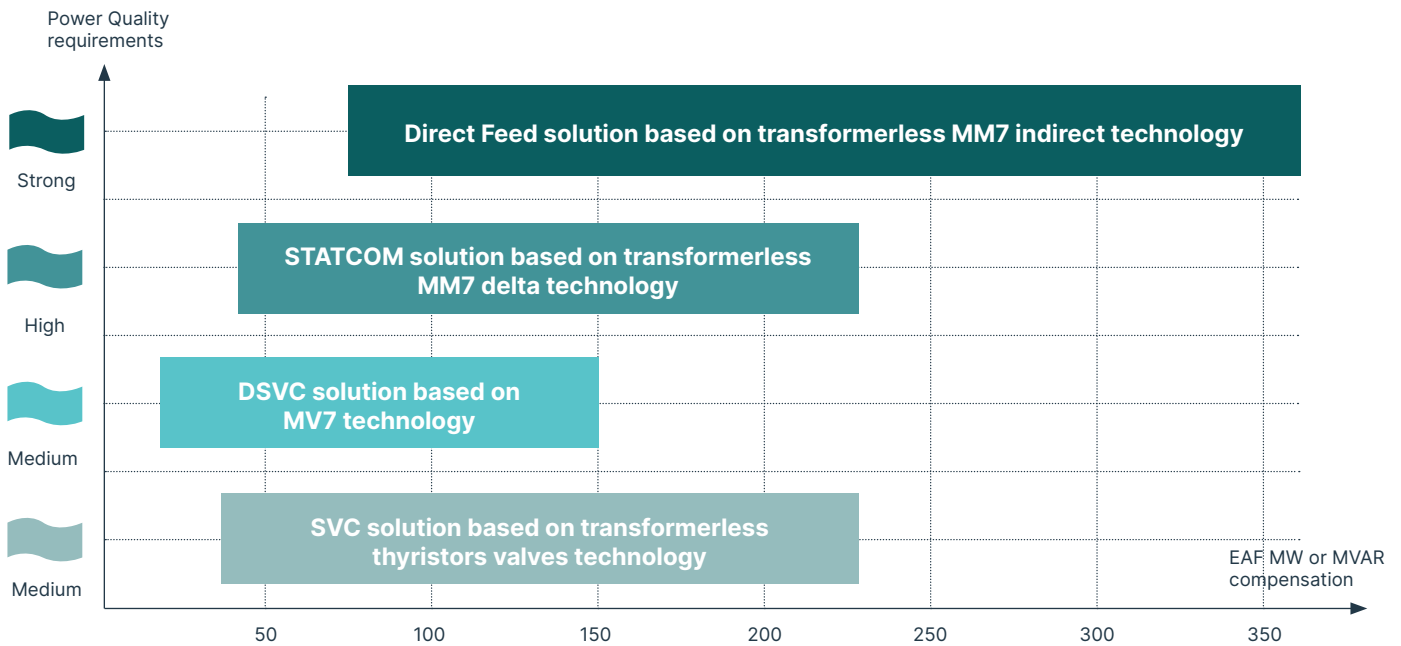 Power Quality
requirements
Direct Feed solution based on transformerless MM7 indirect technology
Strong
STATCOM solution based on transformerless
MM7 delta technology
High
DSVC solution based on
MV7 technology
Medium
SVC solution based on transformerless
thyristors valves technology
Medium
EAF MW or MVAR
compensation
50 100 150 200 250 300 350